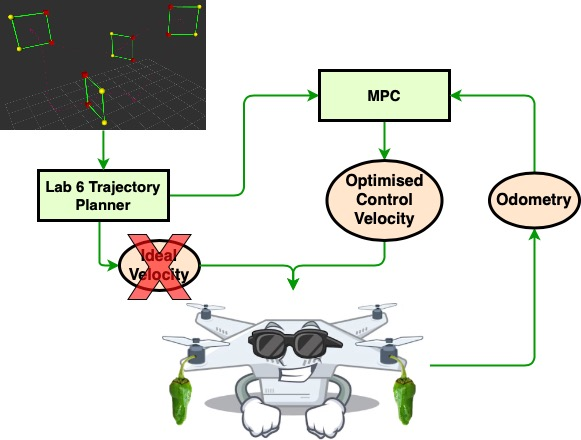 MPC
Lab 6 Trajectory
Planner
Optimised
Control
Velocity
Odometry
Ideal
Velocity